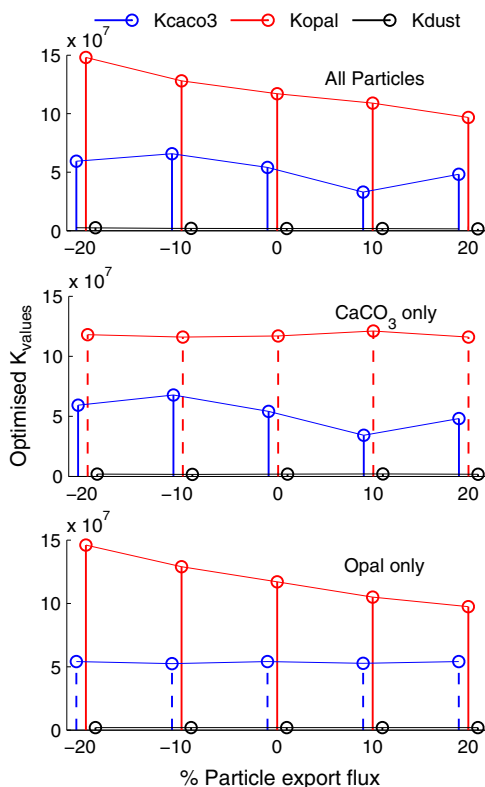 Kcaco3 Kopal Kdust
x 10^7
All Particles
15
10
5
0
−20 −10 0 10 20
x 10^7
CaCO_3 only
15
10
5
0
−20 −10 0 10 20
Optimised K_values
x 10^7
Opal only
15
10
5
0
−20 −10 0 10 20
% Particle export flux